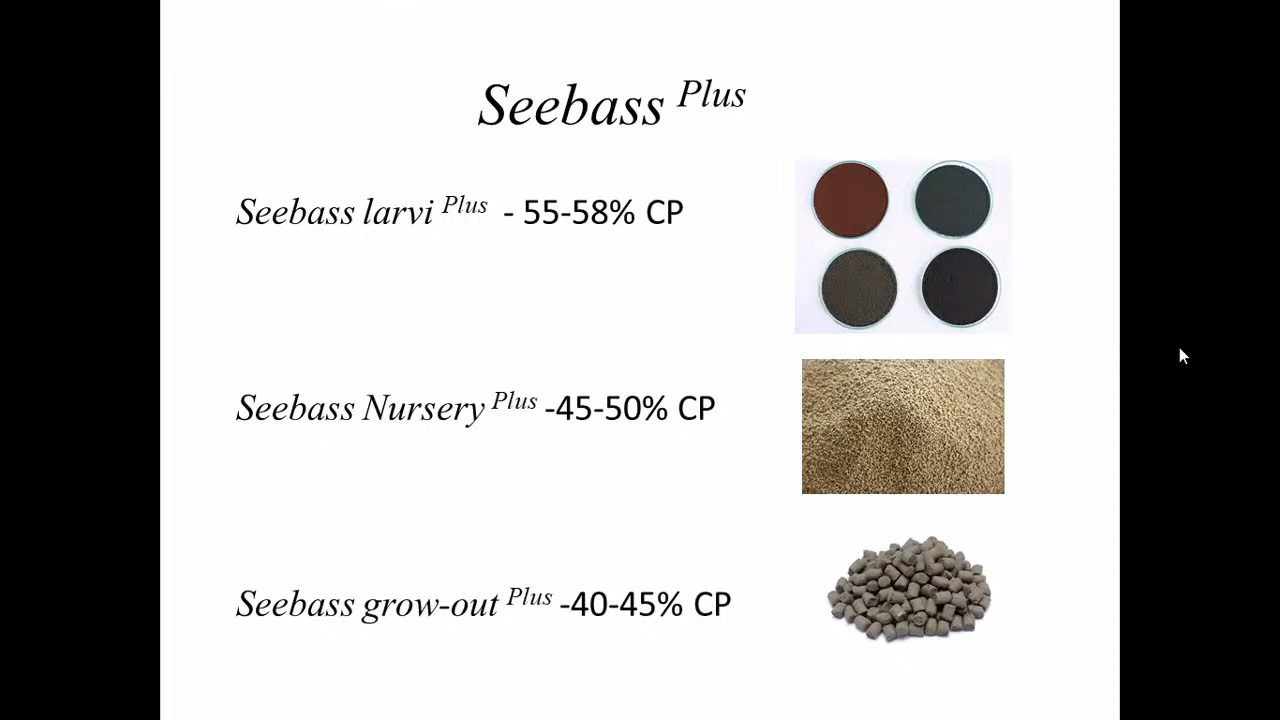 Seebass Plus
Seebass larvi Plus - 55-58% CP
Seebass Nursery Plus -45-50% CP
Seebass grow-out Plus -40-45% CP